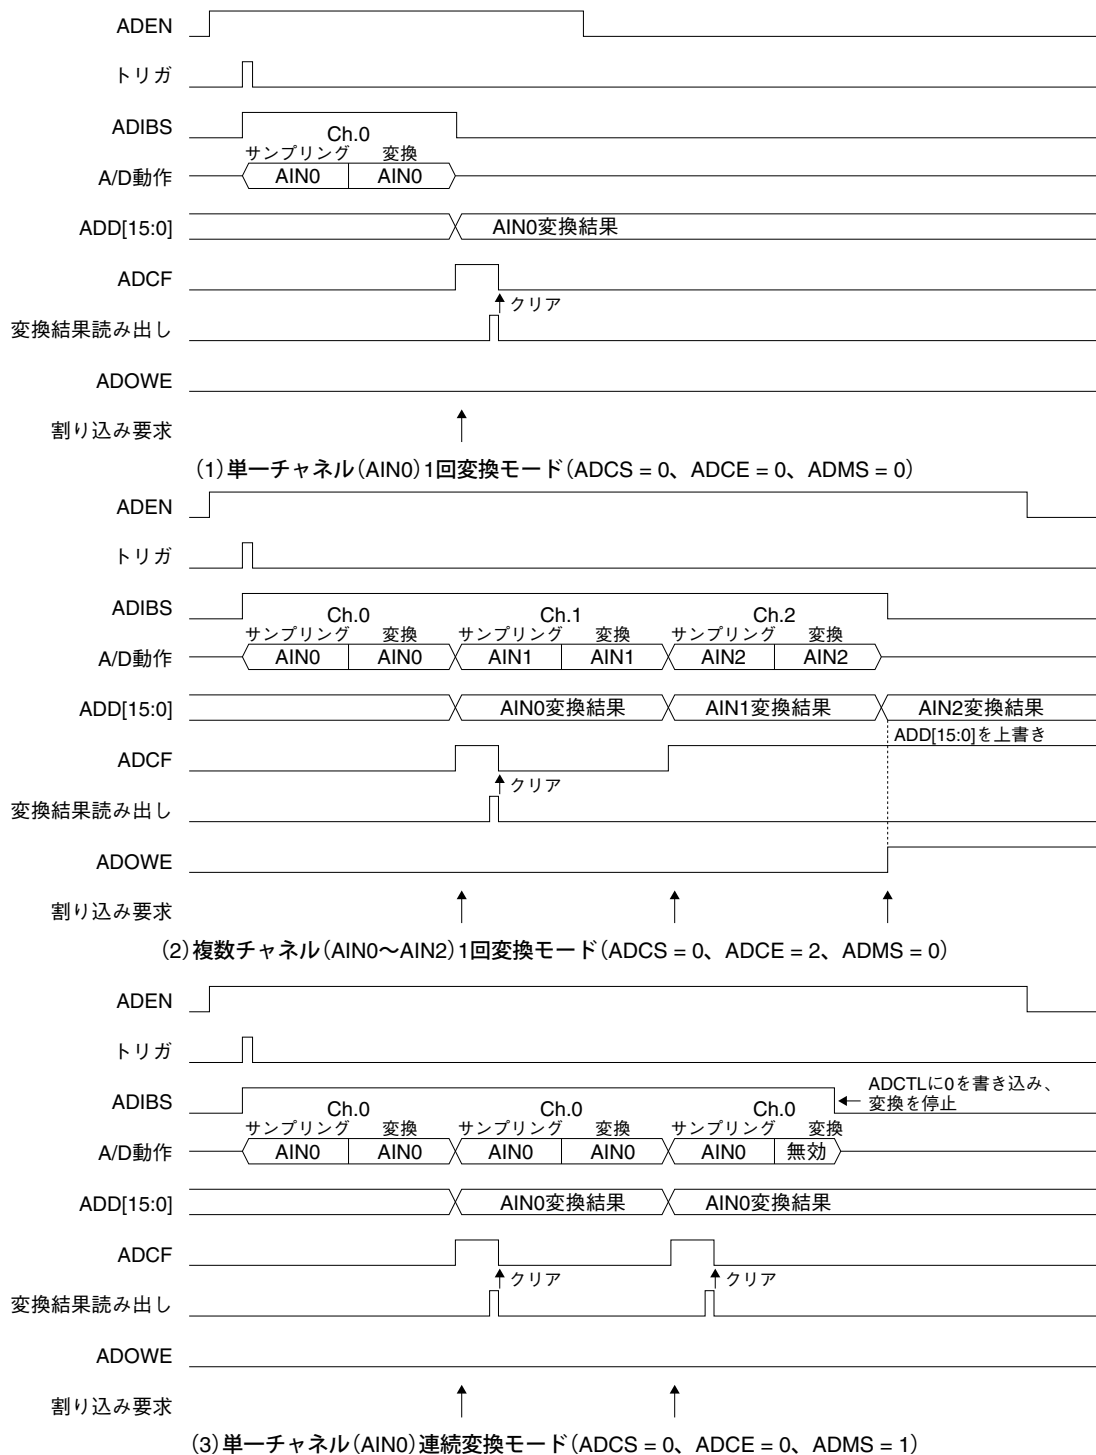 ADEN
トリガ
ADIBS
Ch.0
サンプリング 変換
A/D動作 AIN0 AIN0
ADD[15:0] AIN0変換結果
ADCF
クリア
変換結果読み出し
ADOWE
割り込み要求
(1)単一チャネル(AIN0)1回変換モード(ADCS = 0、ADCE = 0、ADMS = 0)
ADEN
トリガ
ADIBS
Ch.0 Ch.1 Ch.2
サンプリング 変換 サンプリング 変換 サンプリング 変換
A/D動作 AIN0 AIN0 AIN1 AIN1 AIN2 AIN2
ADD[15:0] AIN0変換結果 AIN1変換結果 AIN2変換結果
ADD[15:0]を上書き
ADCF
クリア
変換結果読み出し
ADOWE
割り込み要求
(2)複数チャネル(AIN0〜AIN2)1回変換モード(ADCS = 0、ADCE = 2、ADMS = 0)
ADEN
トリガ
ADIBS
ADCTLに0を書き込み、
変換を停止
Ch.0 Ch.0 Ch.0
サンプリング 変換 サンプリング 変換 サンプリング 変換
A/D動作 AIN0 AIN0 AIN0 AIN0 AIN0 無効
ADD[15:0] AIN0変換結果 AIN0変換結果
ADCF
クリア クリア
変換結果読み出し
ADOWE
割り込み要求
(3)単一チャネル(AIN0)連続変換モード(ADCS = 0、ADCE = 0、ADMS = 1)